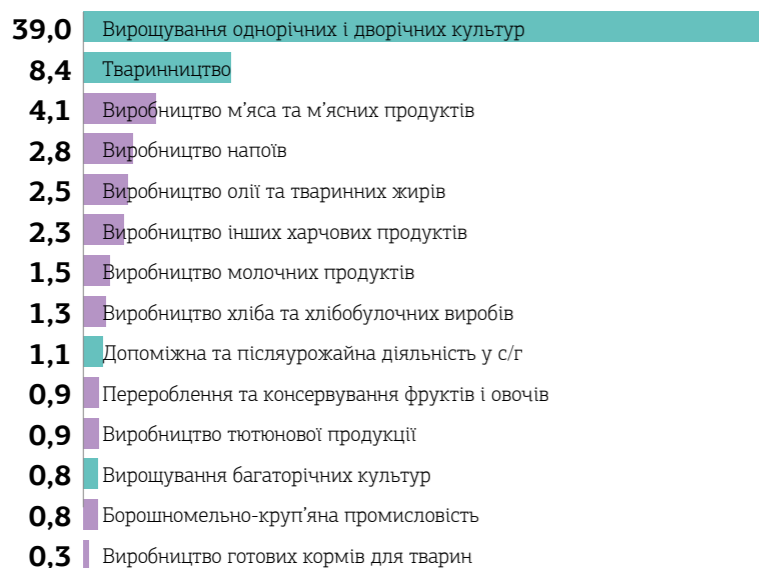 39,0 Вирощування однорічних і дворічних культур
8,4 Тваринництво
4,1 Виробництво м’яса та м’ясних продуктів
2,8 Виробництво напоїв
2,5 Виробництво олії та тваринних жирів
2,3 Виробництво інших харчових продуктів
1,5 Виробництво молочних продуктів
1,3 Виробництво хліба та хлібобулочних виробів
1,1 Допоміжна та післяурожайна діяльність у с/г
0,9 Перероблення та консервування фруктів і овочів
0,9 Виробництво тютюнової продукції
0,8 Вирощування багаторічних культур
0,8 Борошномельно-круп’яна промисловість
0,3 Виробництво готових кормів для тварин